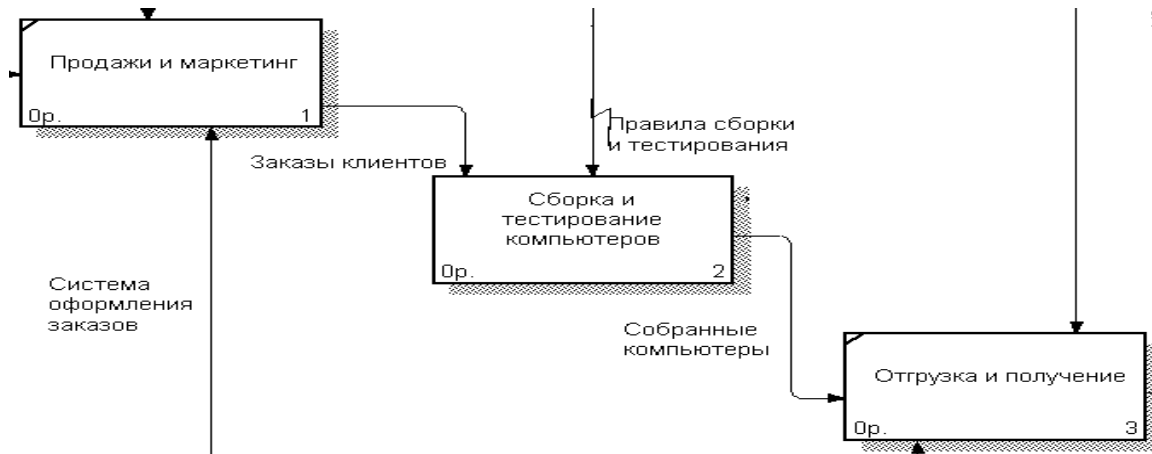 Продажи и маркетинг
0р.
1
Заказы клиентов
Правила сборки
и тестирования
Сборка и
тестирование
компьютеров
0р.
2
Система
оформления
заказов
Собранные
компьютеры
Отгрузка и получение
0р.
3